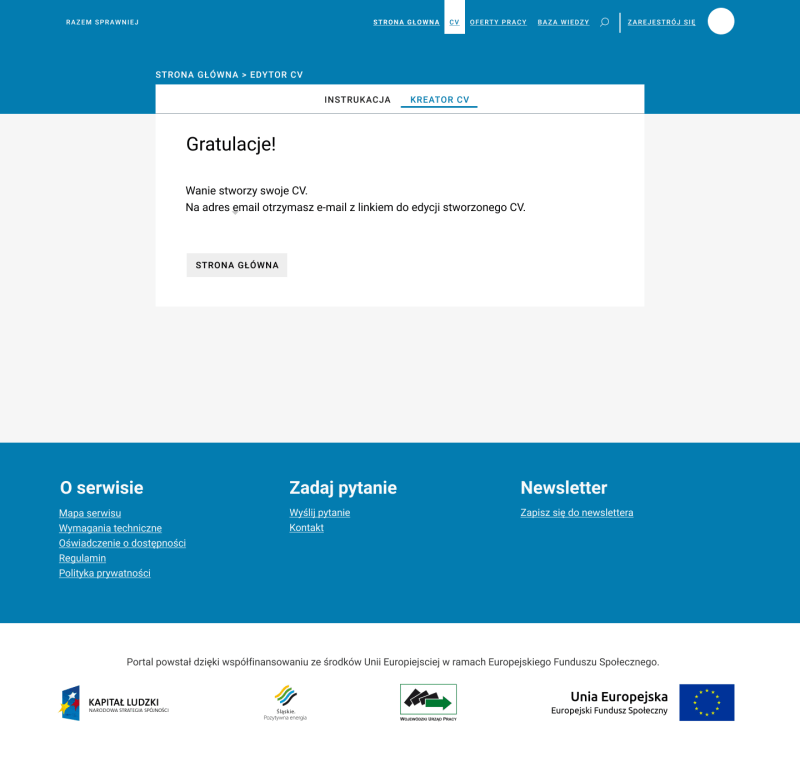 RAZEM SPRAWNIEJ
STRONA GŁOWNA CV OFERTY PRACY BAZA WIEDZY ZAREJESTRÓJ SIĘ
STRONA GŁÓWNA > EDYTOR CV
INSTRUKACJA KREATOR CV
Gratulacje!
Wanie stworzy swoje CV.
Na adres email otrzymasz e-mail z linkiem do edycji stworzonego CV.
STRONA GŁÓWNA
O serwisie
Mapa serwisu
Wymagania techniczne
Oświadczenie o dostępności
Regulamin
Polityka prywatności
Zadaj pytanie
Wyślij pytanie
Kontakt
Newsletter
Zapisz się do newslettera
Portal powstał dzięki współfinansowaniu ze środków Unii Europiejsciej w ramach Europejskiego Funduszu Społecznego.
KAPITAŁ LUDZKI
NARODOWA STRATEGIA SPÓJNOŚCI
Śląskie.
Pozytywna energia
WOJEWÓDZKI URZĄD PRACY
Unia Europejska
Europejski Fundusz Społeczny